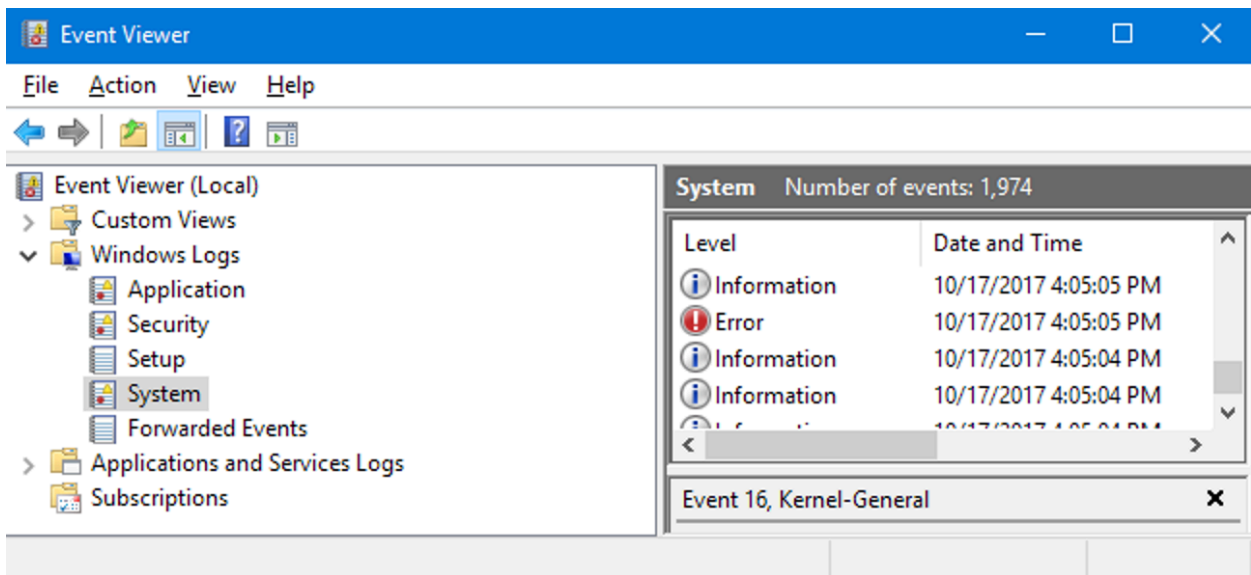 Event Viewer
File Action View Help
Event Viewer (Local)
Custom Views
Windows Logs
Application
Security
Setup
System
Forwarded Events
Applications and Services Logs
Subscriptions
System Number of events: 1,974
Level Date and Time
Information 10/17/2017 4:05:05 PM
Error 10/17/2017 4:05:05 PM
Information 10/17/2017 4:05:04 PM
Information 10/17/2017 4:05:04 PM
Event 16, Kernel-General